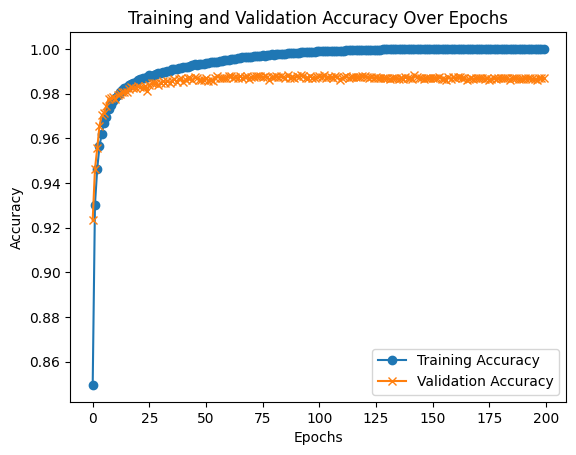 Training and Validation Accuracy Over Epochs
1.00
0.98
0.96
0.94
0.92
0.90
0.88
0.86
Accuracy
Training Accuracy
Validation Accuracy
0 25 50 75 100 125 150 175 200
Epochs